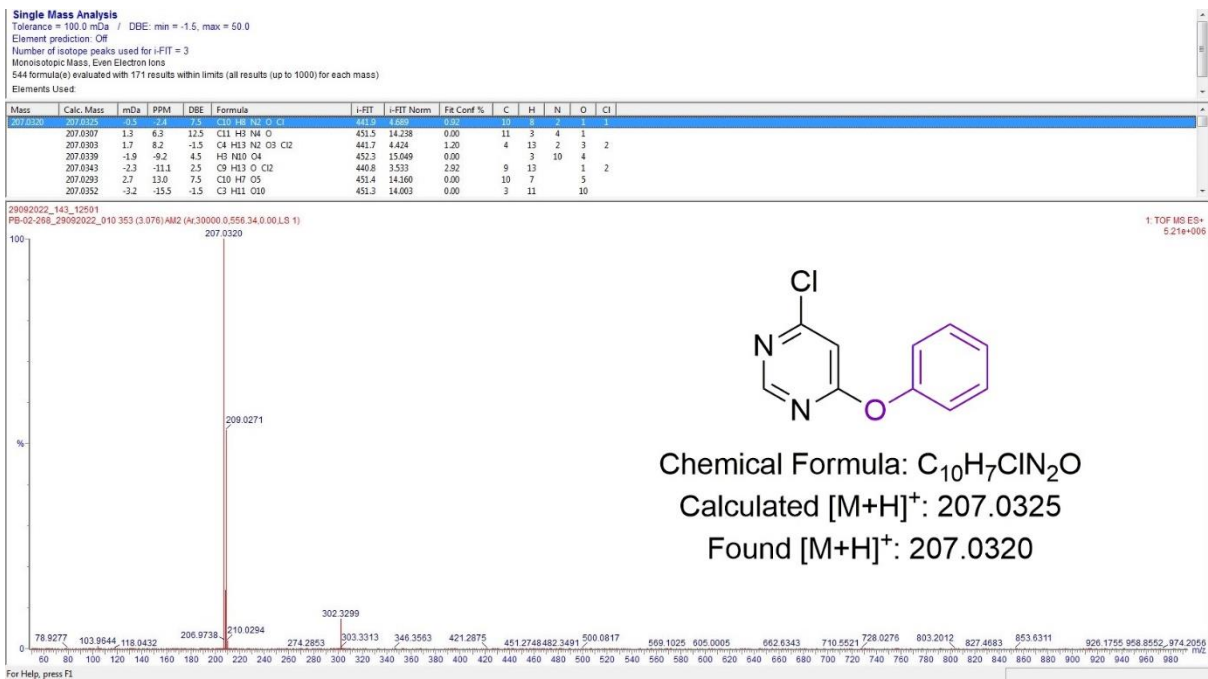 Single Mass Analysis
Tolerance = 100.0 mDa / DBE: min = -1.5, max = 50.0
Element prediction: Off
Number of isotope peaks used for i-FIT = 3
Monoisotopic Mass, Even Electron Ions
544 formula(e) evaluated with 171 results within limits (all results (up to 1000) for each mass)
Elements Used:
Mass Calc. Mass mDa PPM DBE Formula i-FIT i-FIT Norm Fit Conf % C H N O Cl
207.0320 207.0325 -0.5 -2.4 7.5 C10 H8 N2 O Cl 441.9 4.689 0.92 10 8 2 1 1
207.0307 1.3 6.3 12.5 C11 H3 N4 O 451.5 14.238 0.00 11 3 4 1
207.0303 1.7 8.2 -1.5 C4 H13 N2 O3 Cl2 441.7 4.424 1.20 4 13 2 3 2
207.0339 -1.9 -9.2 4.5 H3 N10 O4 452.3 15.049 0.00 3 10 4
207.0343 -2.3 -11.1 2.5 C9 H13 O Cl2 440.8 3.533 2.92 9 13 1 2
207.0293 2.7 13.0 7.5 C10 H7 O5 451.4 14.160 0.00 10 7 5
207.0352 -3.2 -15.5 -1.5 C3 H11 O10 451.3 14.003 0.00 3 11 10
29092022_143_12501
PB-02-268_29092022_010 353 (3.076) AM2 (Ar,30000.0,556.34,0.00,LS 1)
1: TOF MS ES+
5.21e+006
207.0320
100
Cl
N
N
O
209.0271
%
Chemical Formula: C10H7ClN2O
Calculated [M+H]+: 207.0325
Found [M+H]+: 207.0320
302.3299
78.9277 103.9644 118.0432 206.9738 210.0294 274.2853 303.3313 346.3563 421.2875 451.2748 482.3491 500.0817 569.1025 605.0005 662.6343 710.5521 728.0276 803.2012 827.4683 853.6311 926.1755 958.8552 974.2056
0
m/z
60 80 100 120 140 160 180 200 220 240 260 280 300 320 340 360 380 400 420 440 460 480 500 520 540 560 580 600 620 640 660 680 700 720 740 760 780 800 820 840 860 880 900 920 940 960 980
For Help, press F1